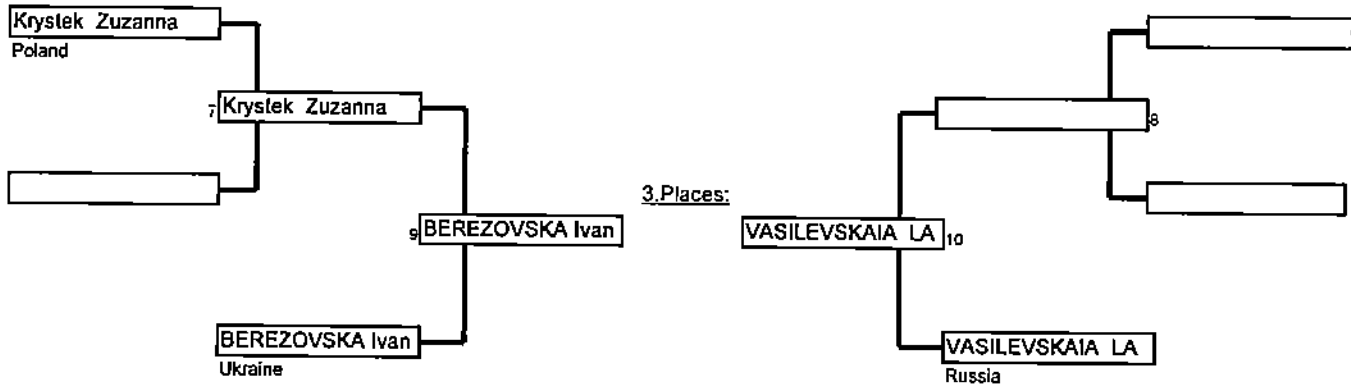 Krystek Zuzanna
Poland
7 Krystek Zuzanna
8
3.Places:
9 BEREZOVSKA Ivan
VASILEVSKAIA LA 10
BEREZOVSKA Ivan
Ukraine
VASILEVSKAIA LA
Russia